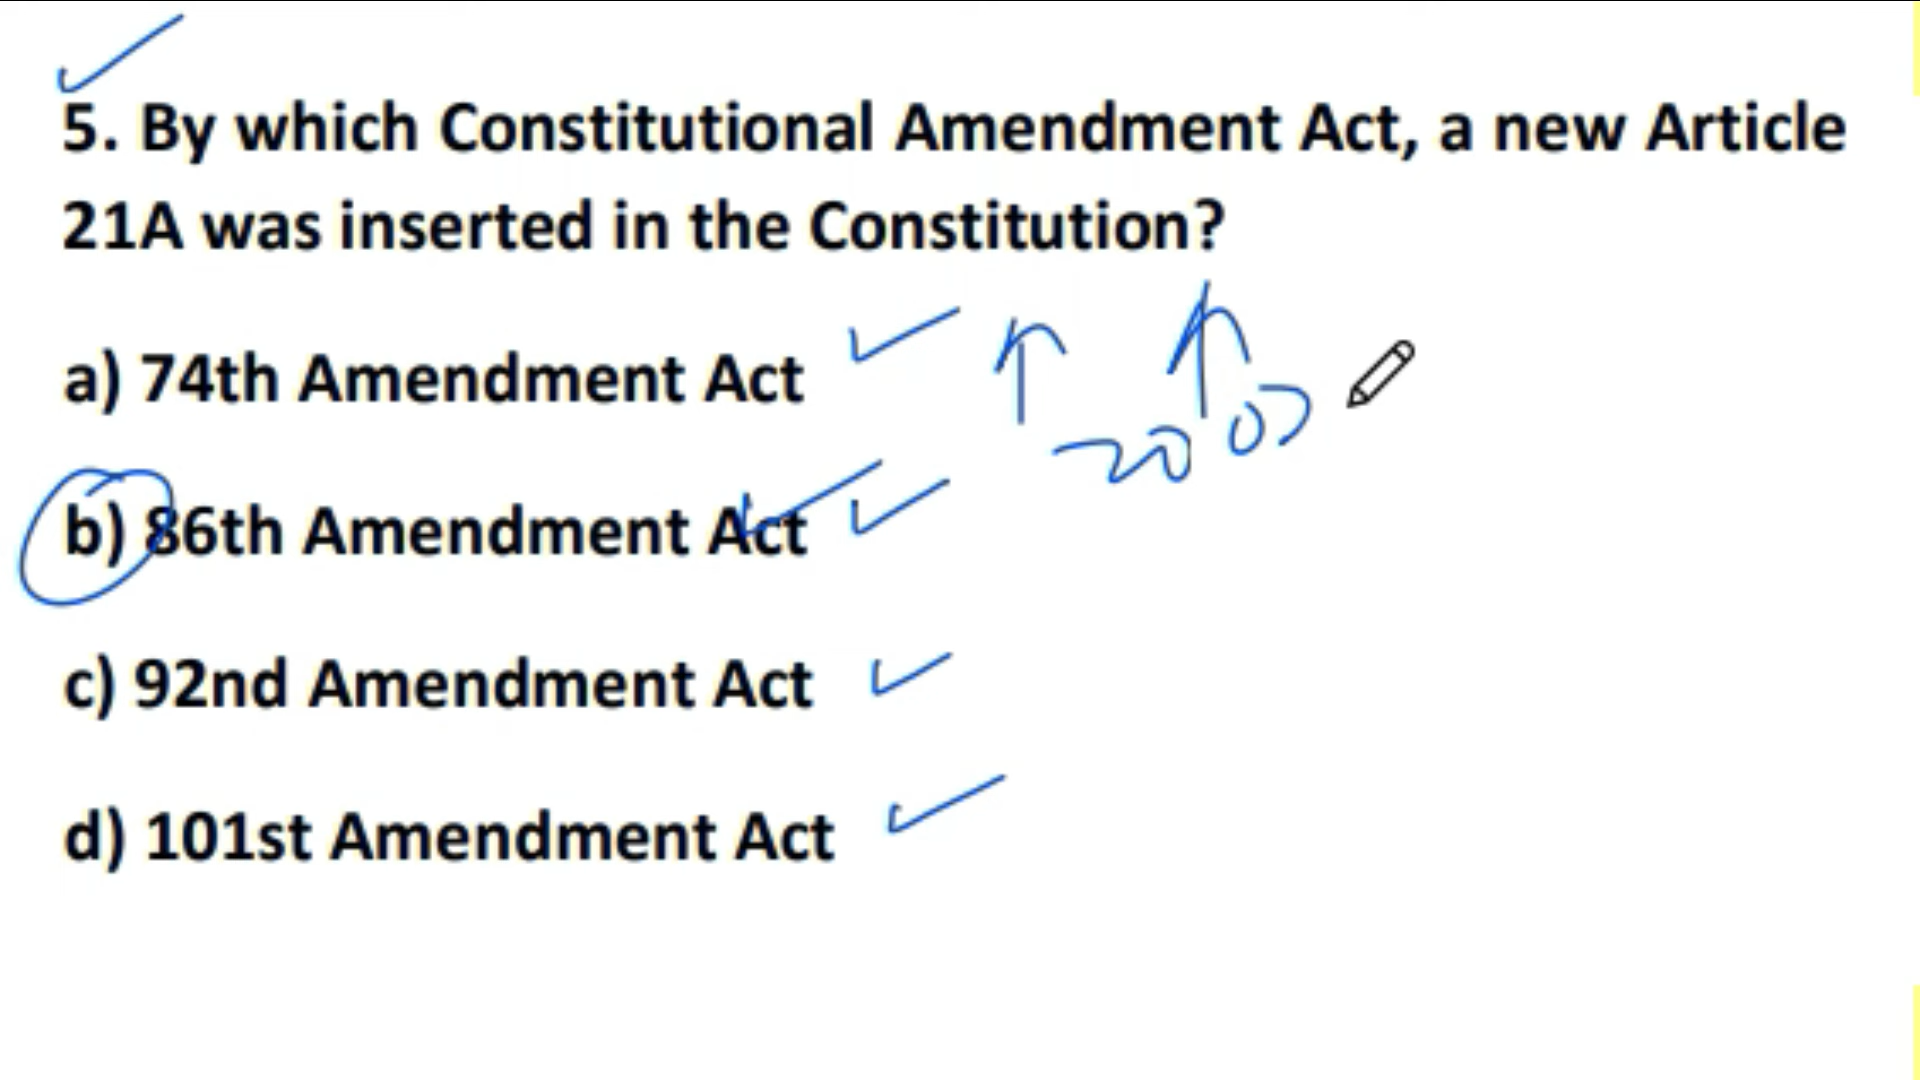 5. By which Constitutional Amendment Act, a new Article
21A was inserted in the Constitution?
a) 74th Amendment Act
b) 86th Amendment Act
c) 92nd Amendment Act
d) 101st Amendment Act